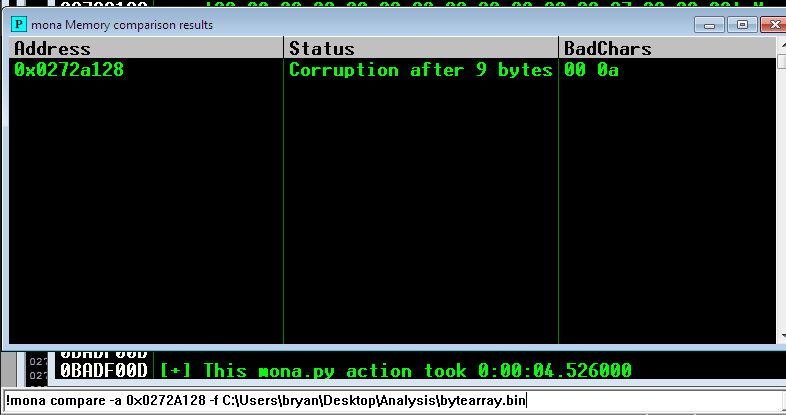 mona Memory comparison results
Address Status BadChars
0x0272a128 Corruption after 9 bytes 00 0a
0BADF00D
0BADF00D [+] This mona.py action took 0:00:04.526000
!mona compare -a 0x0272A128 -f C:\Users\bryan\Desktop\Analysis\bytearray.bin